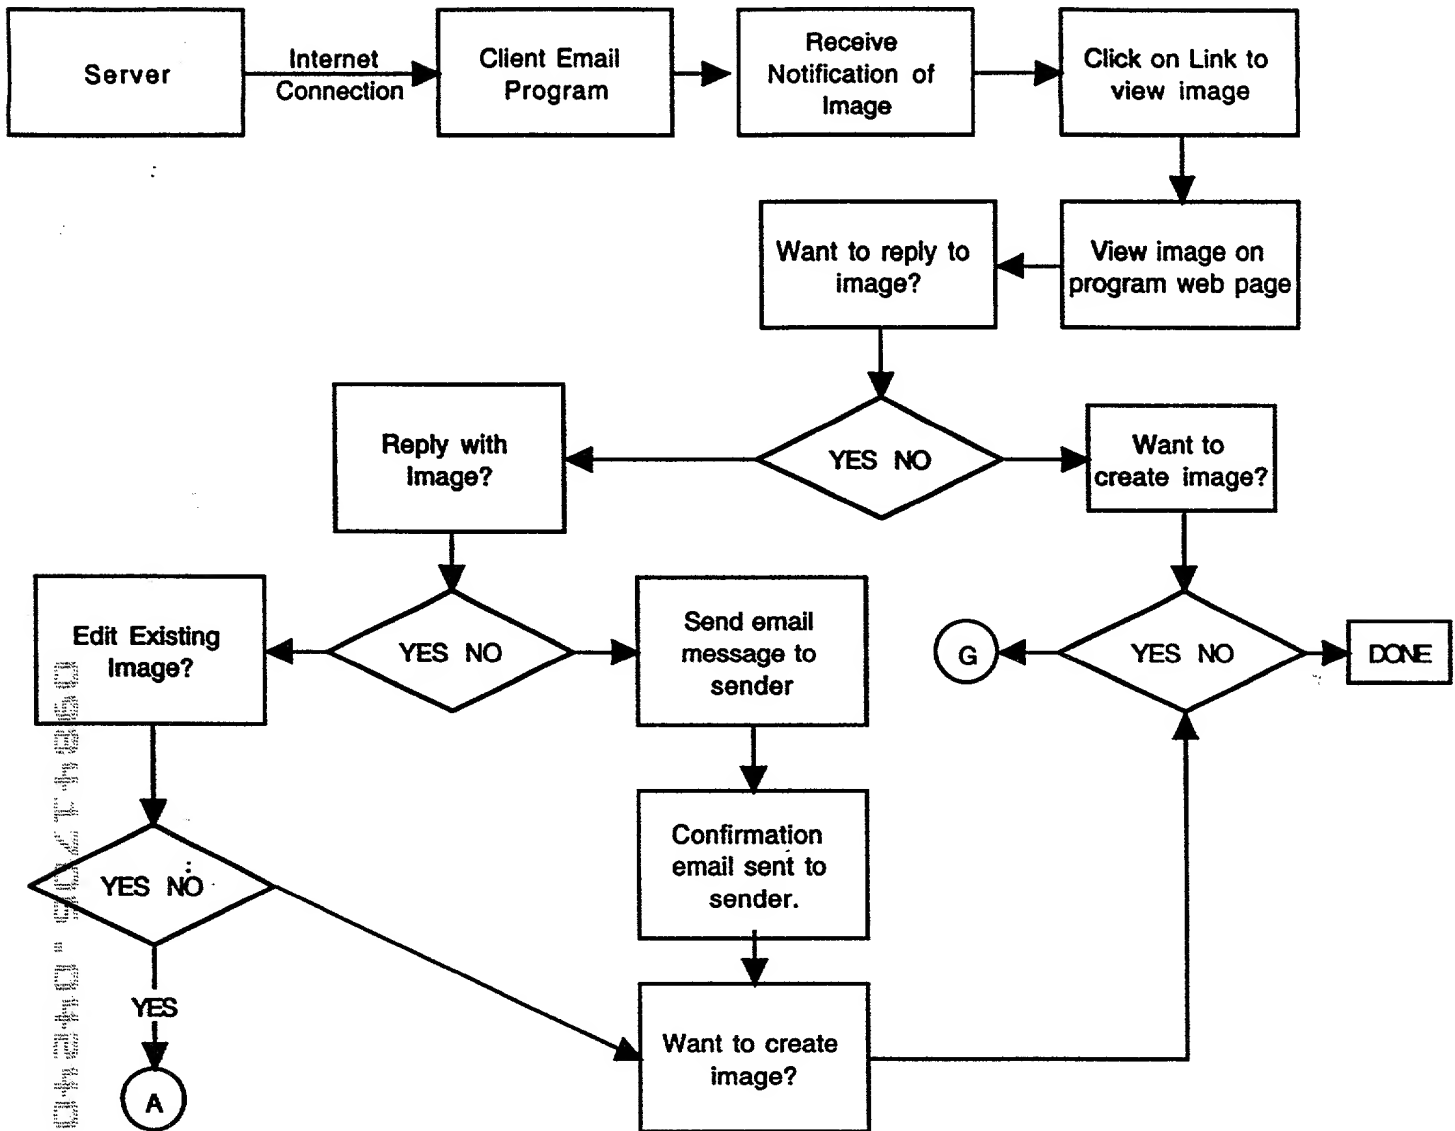 Server
Internet
Connection
Client Email
Program
Receive
Notification of
Image
Click on Link to
view image
Want to reply to
image?
View image on
program web page
Reply with
Image?
YES NO
Want to
create image?
Edit Existing
Image?
YES NO
Send email
message to
sender
G
YES NO
DONE
YES NO
Confirmation
email sent to
sender.
YES
A
Want to create
image?